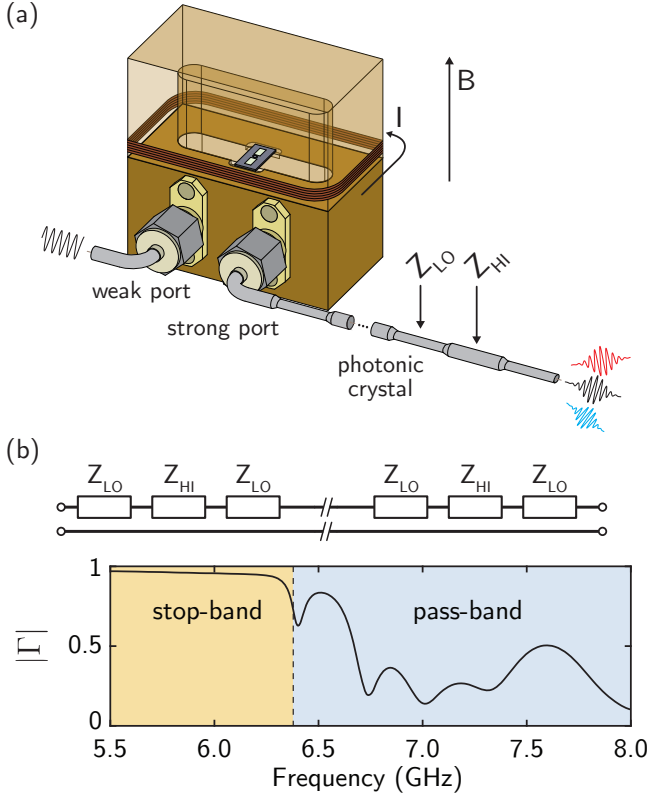 (a)
B
I
Z_LO
Z_HI
weak port
strong port
photonic
crystal
(b)
Z_LO Z_HI Z_LO Z_LO Z_HI Z_LO
1
stop-band pass-band
|Γ|
0.5
0
5.5 6.0 6.5 7.0 7.5 8.0
Frequency (GHz)